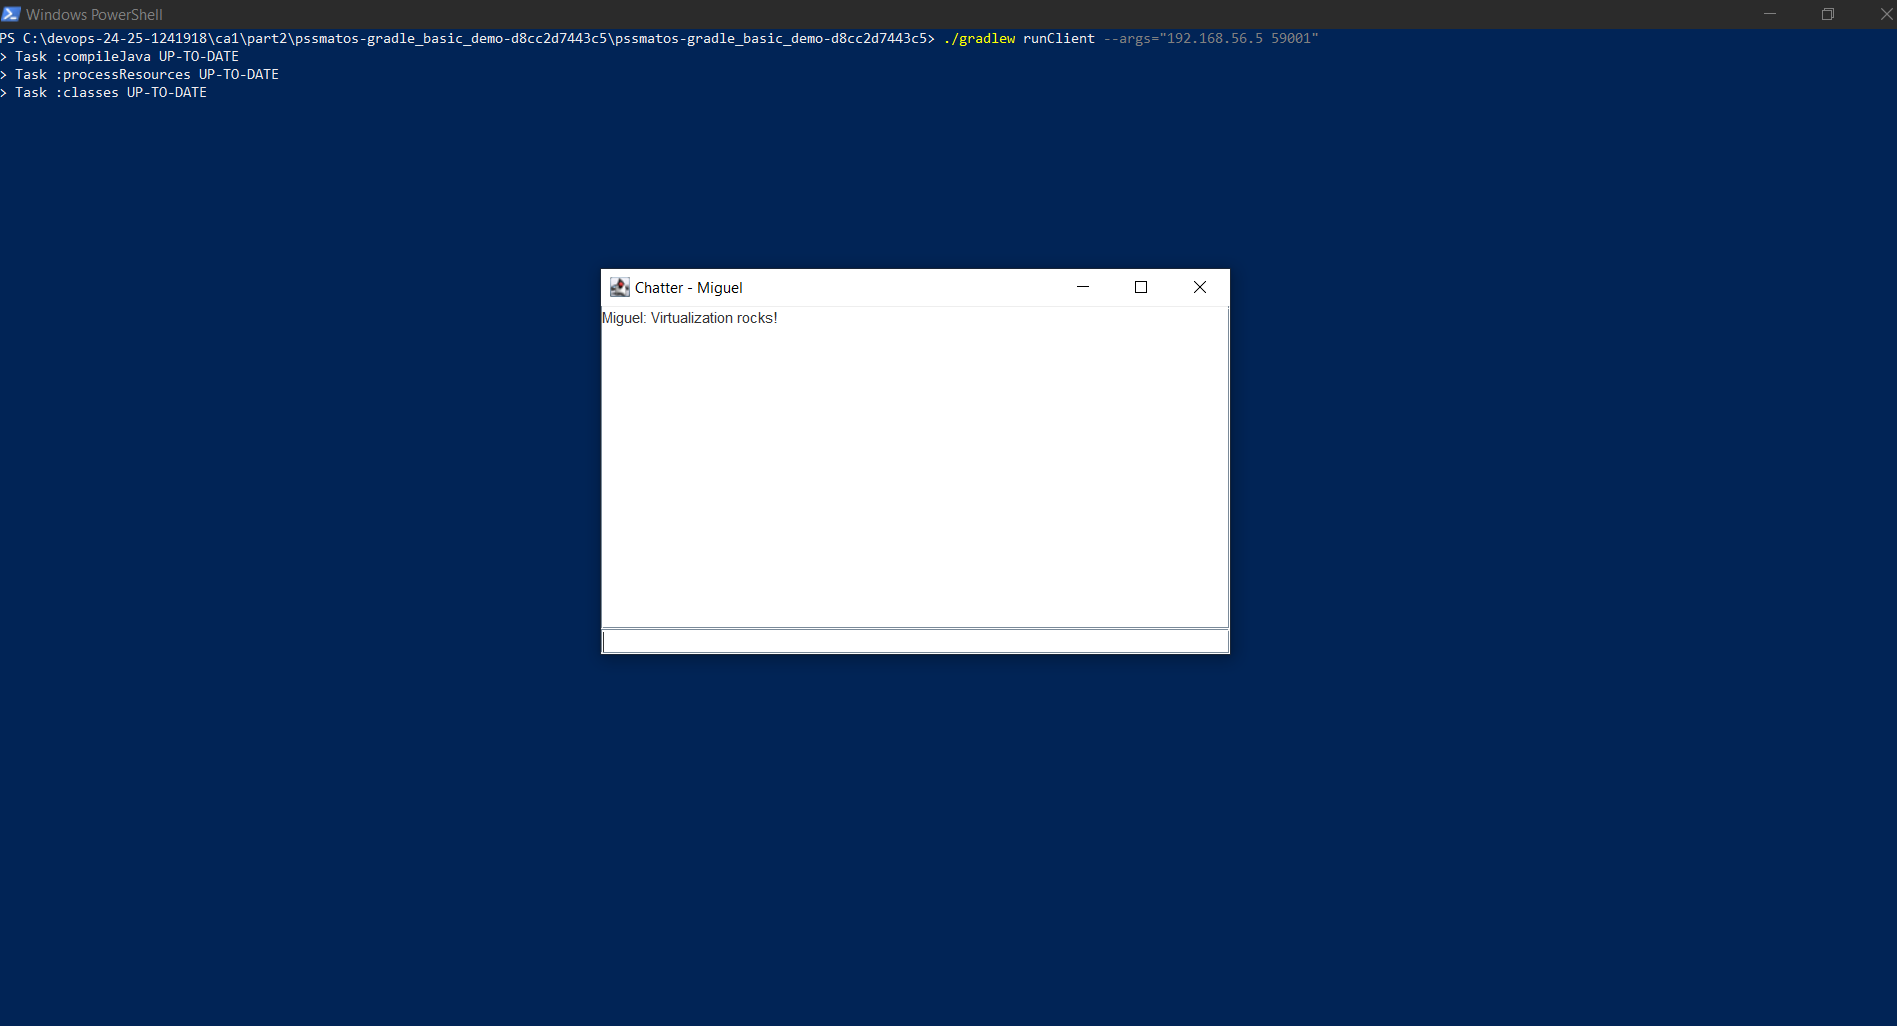 Windows PowerShell
PS C:\devops-24-25-1241918\ca1\part2\pssmatos-gradle_basic_demo-d8cc2d7443c5\pssmatos-gradle_basic_demo-d8cc2d7443c5> ./gradlew runClient --args="192.168.56.5 59001"
> Task :compileJava UP-TO-DATE
> Task :processResources UP-TO-DATE
> Task :classes UP-TO-DATE
Chatter - Miguel
Miguel: Virtualization rocks!